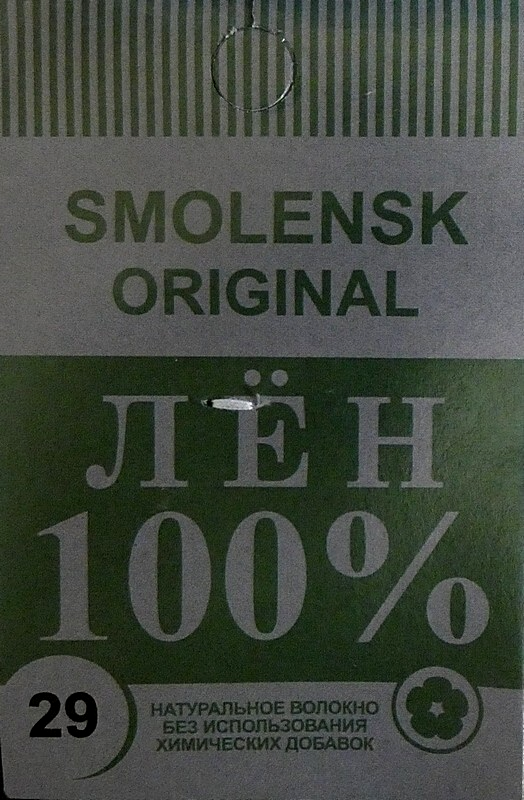 SMOLENSK
ORIGINAL
ЛЁН
100%
29
НАТУРАЛЬНОЕ ВОЛОКНО
БЕЗ ИСПОЛЬЗОВАНИЯ
ХИМИЧЕСКИХ ДОБАВОК